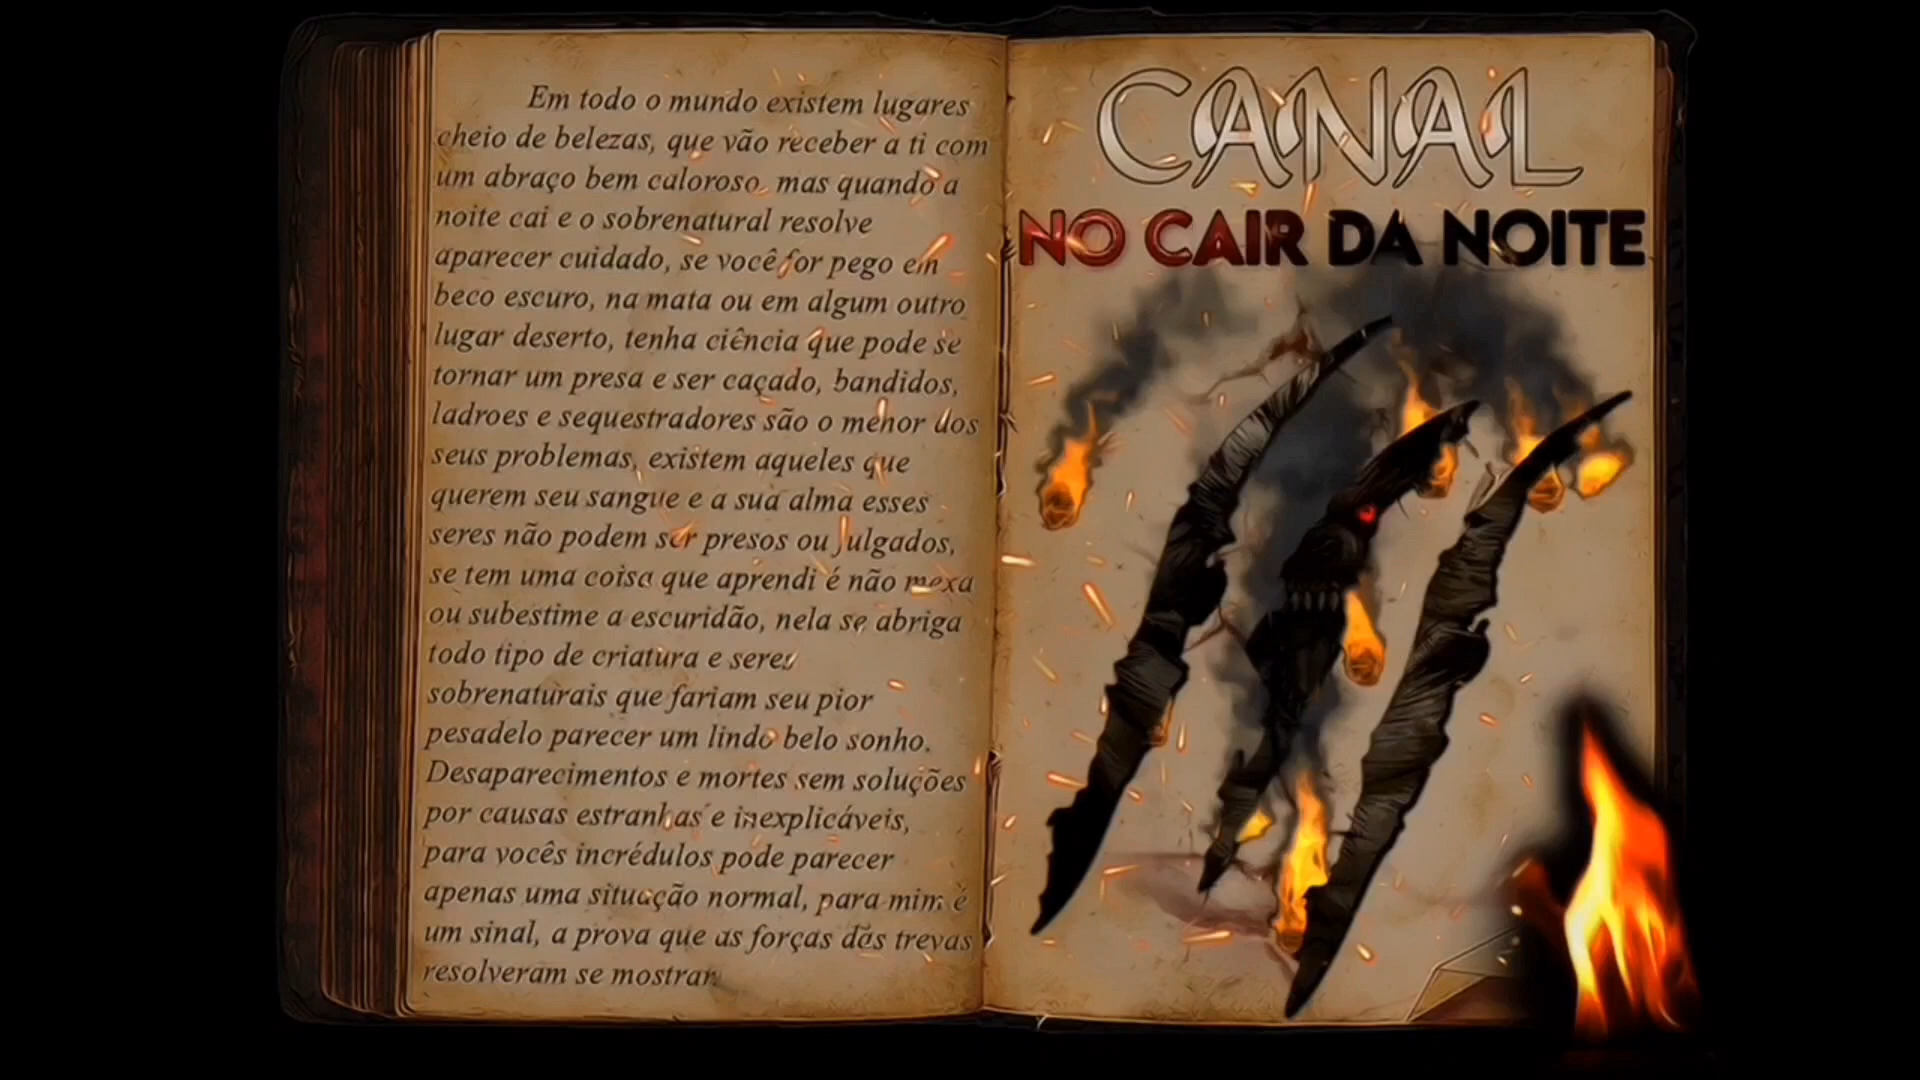 Em todo o mundo existem lugares
cheio de belezas, que vão receber a ti com
um abraço bem caloroso, mas quando a
noite cai e o sobrenatural resolve
aparecer cuidado, se você for pego em
beco escuro, na mata ou em algum outro
lugar deserto, tenha ciência que pode se
tornar um presa e ser caçado, bandidos,
ladroes e sequestradores são o menor dos
seus problemas, existem aqueles que
querem seu sangue e a sua alma esses
seres não podem ser presos ou julgados,
se tem uma coisa que aprendi é não mexa
ou subestime a escuridão, nela se abriga
todo tipo de criatura e seres
sobrenaturais que fariam seu pior
pesadelo parecer um lindo belo sonho.
Desaparecimentos e mortes sem soluções
por causas estranhas e inexplicáveis,
para vocês incrédulos pode parecer
apenas uma situação normal, para mim é
um sinal, a prova que as forças das trevas
resolveram se mostrar.
CANAL
NO CAIR DA NOITE